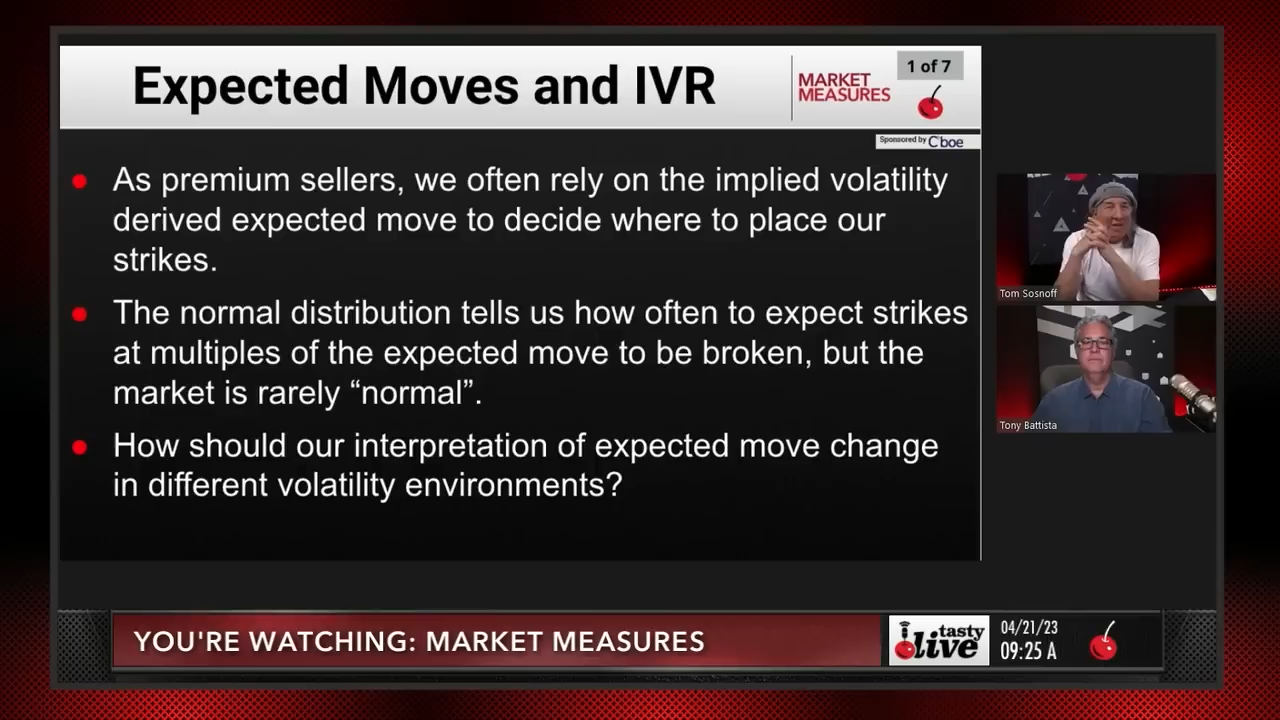 Expected Moves and IVR
MARKET
MEASURES
1 of 7
Sponsored by Cboe
As premium sellers, we often rely on the implied volatility
derived expected move to decide where to place our
strikes.
The normal distribution tells us how often to expect strikes
at multiples of the expected move to be broken, but the
market is rarely “normal”.
How should our interpretation of expected move change
in different volatility environments?
Tom Sosnoff
Tony Battista
YOU'RE WATCHING: MARKET MEASURES
tasty
live
04/21/23
09:25 A